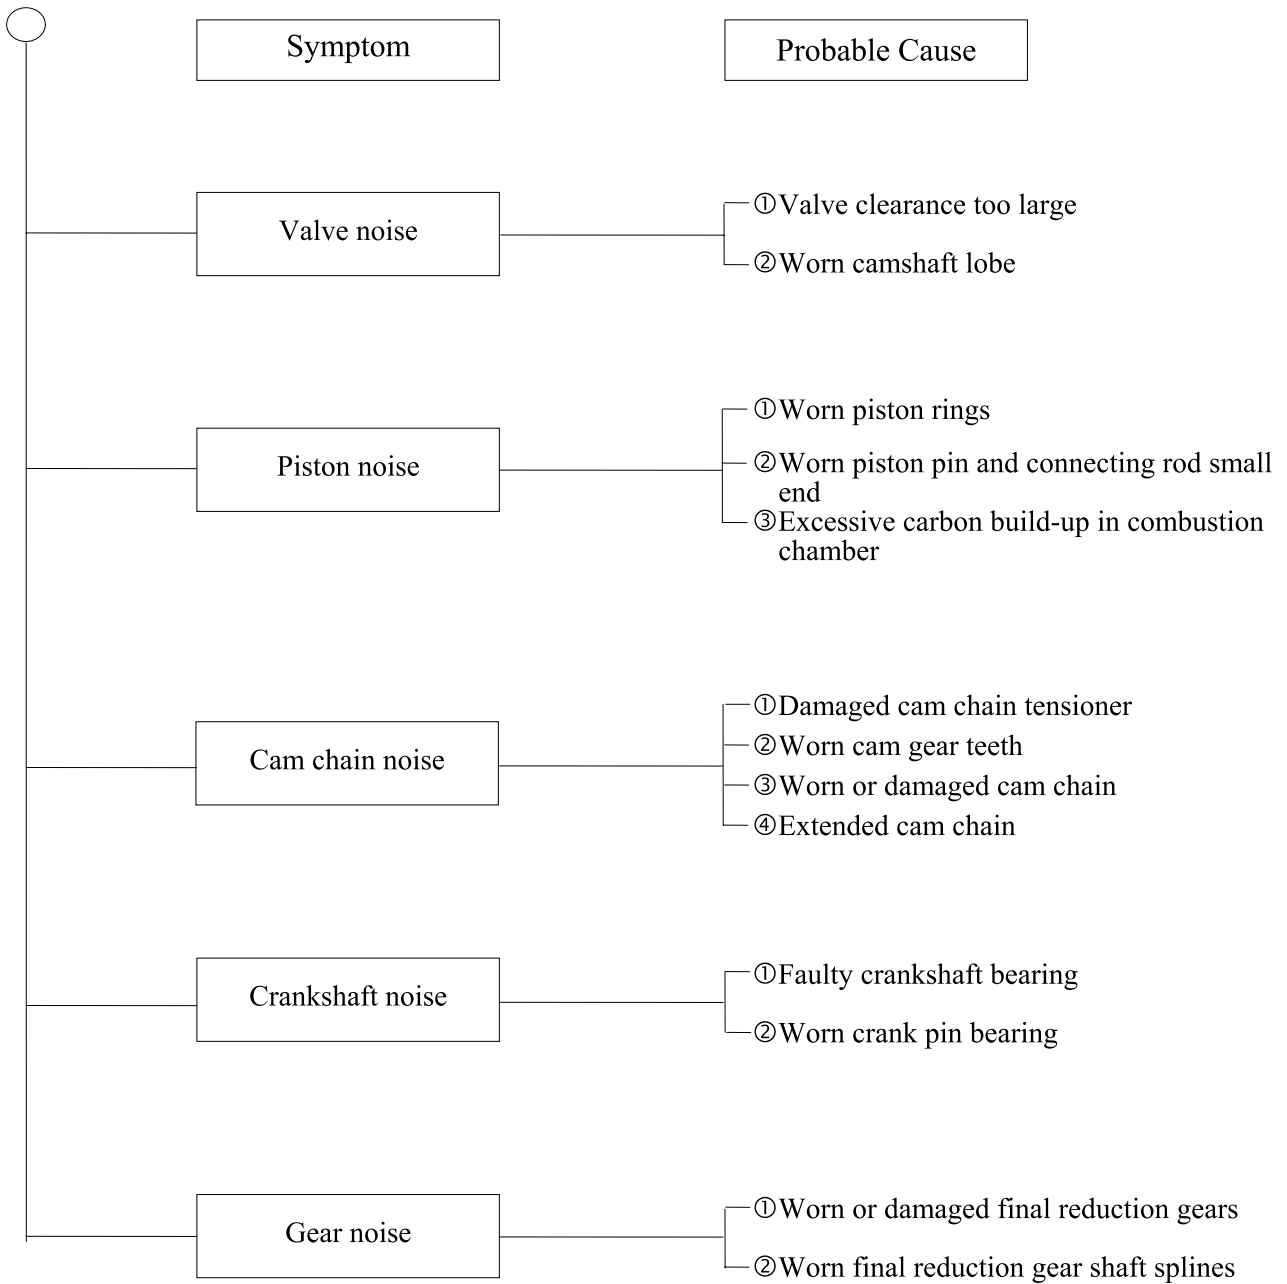 Symptom
Probable Cause
Valve noise
①Valve clearance too large
②Worn camshaft lobe
Piston noise
①Worn piston rings
②Worn piston pin and connecting rod small
end
③Excessive carbon build-up in combustion
chamber
Cam chain noise
①Damaged cam chain tensioner
②Worn cam gear teeth
③Worn or damaged cam chain
④Extended cam chain
Crankshaft noise
①Faulty crankshaft bearing
②Worn crank pin bearing
Gear noise
①Worn or damaged final reduction gears
②Worn final reduction gear shaft splines